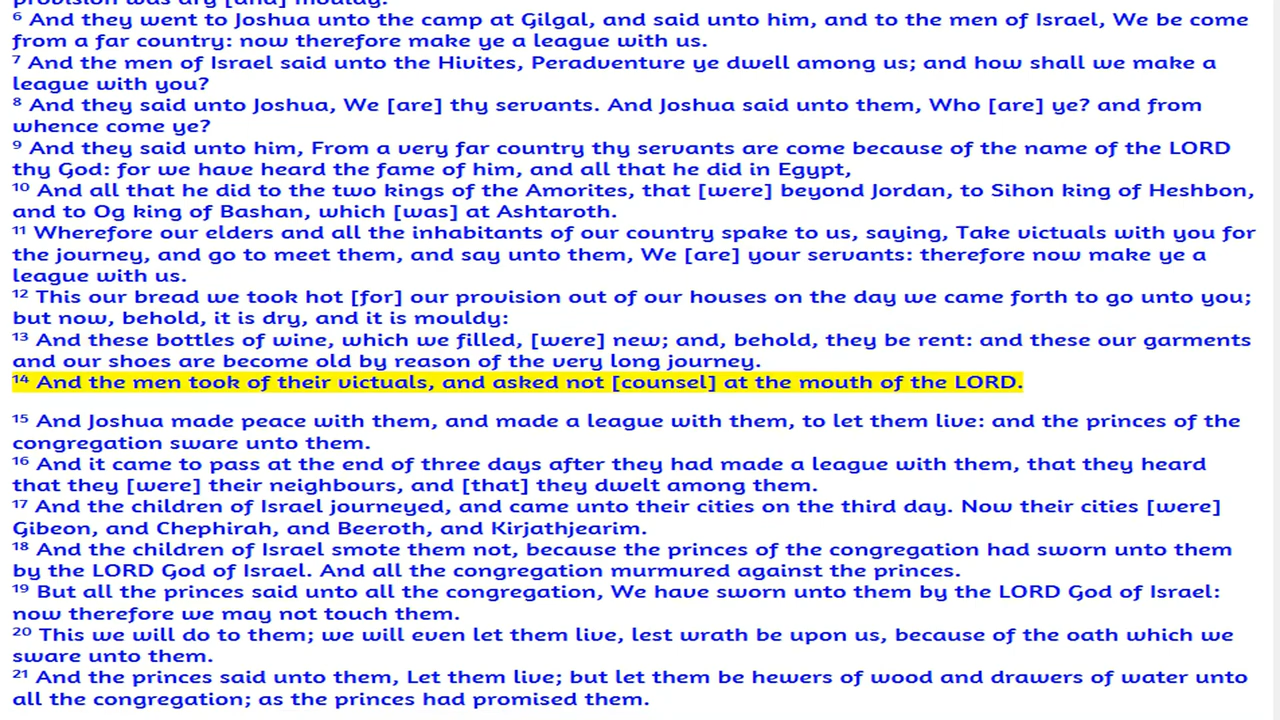 provision was dry [and] mouldy.
⁶ And they went to Joshua unto the camp at Gilgal, and said unto him, and to the men of Israel, We be come
from a far country: now therefore make ye a league with us.
⁷ And the men of Israel said unto the Hivites, Peradventure ye dwell among us; and how shall we make a
league with you?
⁸ And they said unto Joshua, We [are] thy servants. And Joshua said unto them, Who [are] ye? and from
whence come ye?
⁹ And they said unto him, From a very far country thy servants are come because of the name of the LORD
thy God: for we have heard the fame of him, and all that he did in Egypt,
¹⁰ And all that he did to the two kings of the Amorites, that [were] beyond Jordan, to Sihon king of Heshbon,
and to Og king of Bashan, which [was] at Ashtaroth.
¹¹ Wherefore our elders and all the inhabitants of our country spake to us, saying, Take victuals with you for
the journey, and go to meet them, and say unto them, We [are] your servants: therefore now make ye a
league with us.
¹² This our bread we took hot [for] our provision out of our houses on the day we came forth to go unto you;
but now, behold, it is dry, and it is mouldy:
¹³ And these bottles of wine, which we filled, [were] new; and, behold, they be rent: and these our garments
and our shoes are become old by reason of the very long journey.
¹⁴ And the men took of their victuals, and asked not [counsel] at the mouth of the LORD.
¹⁵ And Joshua made peace with them, and made a league with them, to let them live: and the princes of the
congregation sware unto them.
¹⁶ And it came to pass at the end of three days after they had made a league with them, that they heard
that they [were] their neighbours, and [that] they dwelt among them.
¹⁷ And the children of Israel journeyed, and came unto their cities on the third day. Now their cities [were]
Gibeon, and Chephirah, and Beeroth, and Kirjathjearim.
¹⁸ And the children of Israel smote them not, because the princes of the congregation had sworn unto them
by the LORD God of Israel. And all the congregation murmured against the princes.
¹⁹ But all the princes said unto all the congregation, We have sworn unto them by the LORD God of Israel:
now therefore we may not touch them.
²⁰ This we will do to them; we will even let them live, lest wrath be upon us, because of the oath which we
sware unto them.
²¹ And the princes said unto them, Let them live; but let them be hewers of wood and drawers of water unto
all the congregation; as the princes had promised them.